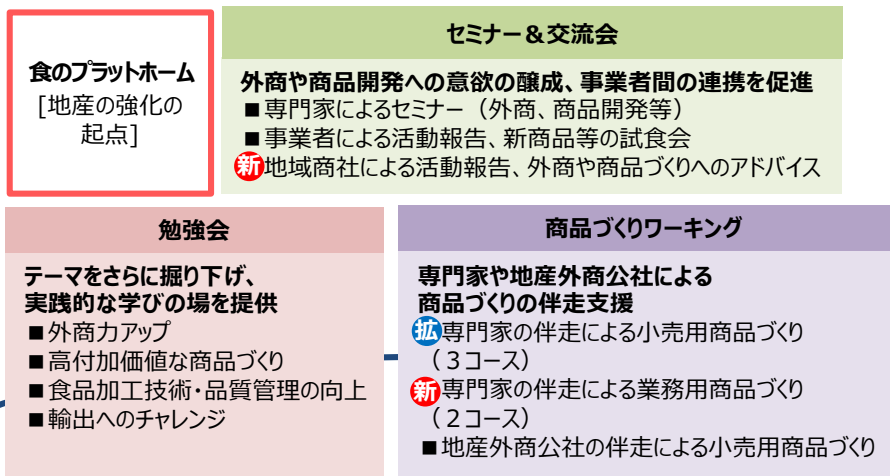 食のプラットホーム
[地産の強化の
起点]
セミナー＆交流会
外商や商品開発への意欲の醸成、事業者間の連携を促進
■専門家によるセミナー（外商、商品開発等）
■事業者による活動報告、新商品等の試食会
新地域商社による活動報告、外商や商品づくりへのアドバイス
勉強会
テーマをさらに掘り下げ、
実践的な学びの場を提供
■外商力アップ
■高付加価値な商品づくり
■食品加工技術・品質管理の向上
■輸出へのチャレンジ
商品づくりワーキング
専門家や地産外商公社による
商品づくりの伴走支援
拡専門家の伴走による小売用商品づくり
（３コース）
新専門家の伴走による業務用商品づくり
（２コース）
■地産外商公社の伴走による小売用商品づくり